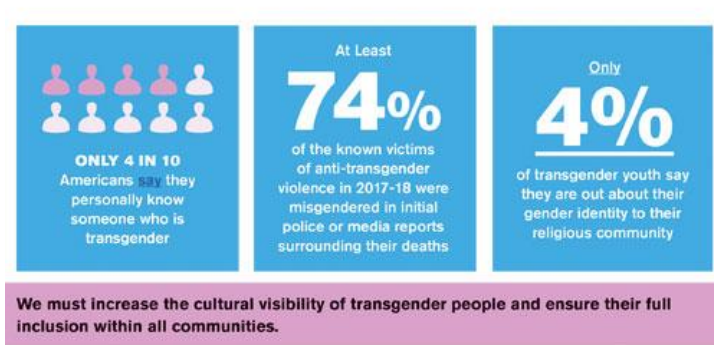 ONLY 4 IN 10
Americans say they
personally know
someone who is
transgender
At Least
74%
of the known victims
of anti-transgender
violence in 2017-18 were
misgendered in initial
police or media reports
surrounding their deaths
Only
4%
of transgender youth say
they are out about their
gender identity to their
religious community
We must increase the cultural visibility of transgender people and ensure their full
inclusion within all communities.